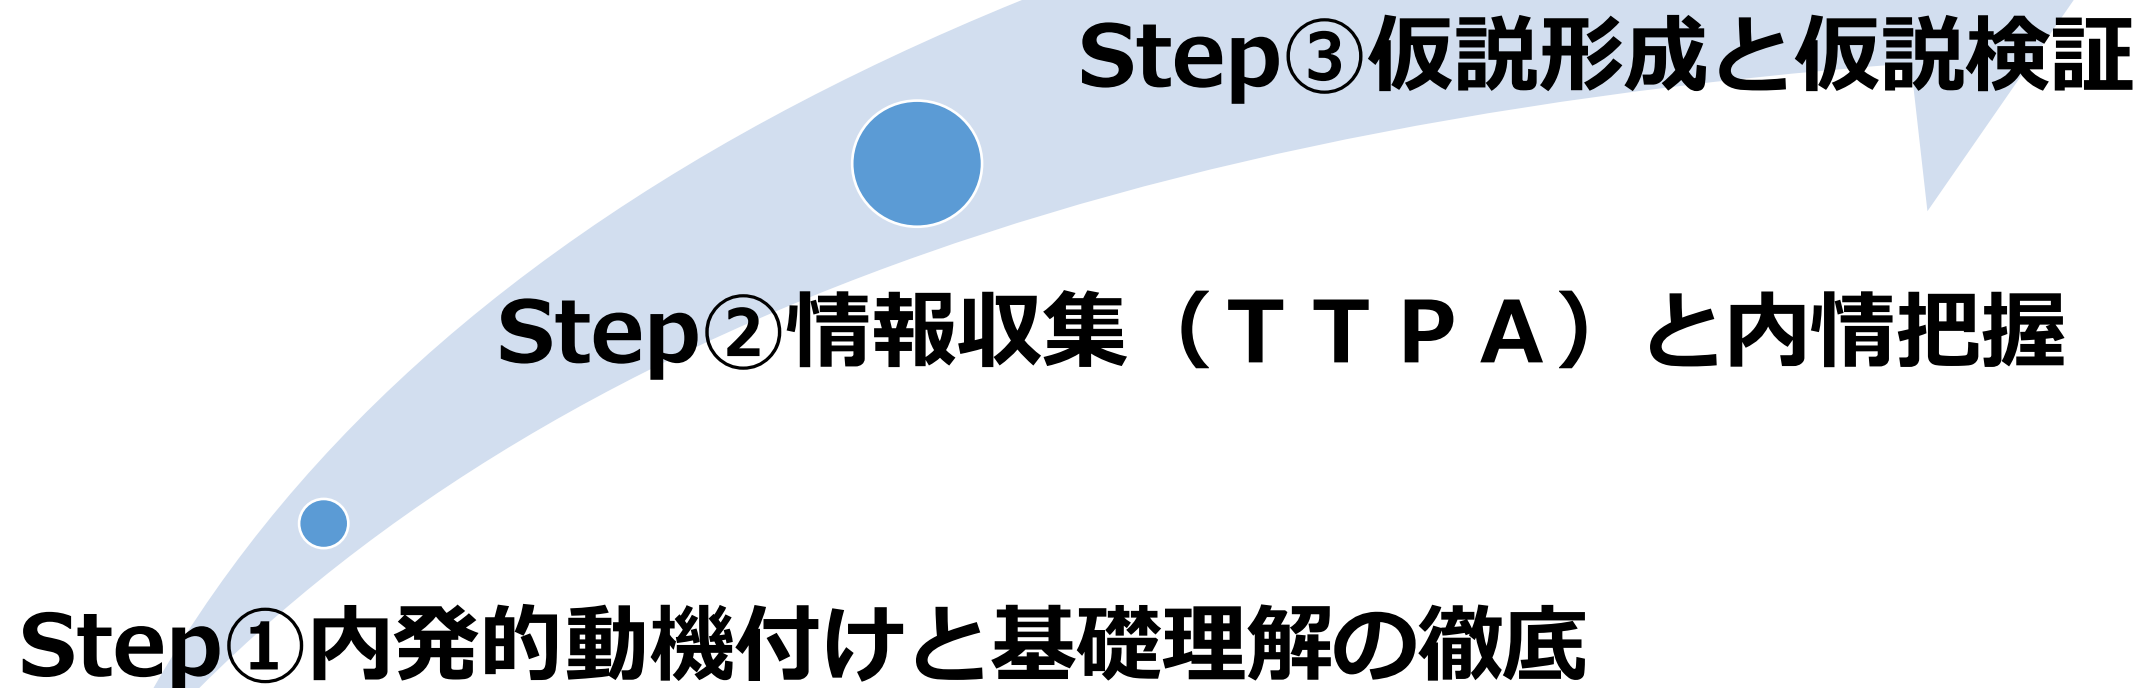 Step③仮説形成と仮説検証
Step②情報収集（ＴＴＰＡ）と内情把握
Step①内発的動機付けと基礎理解の徹底